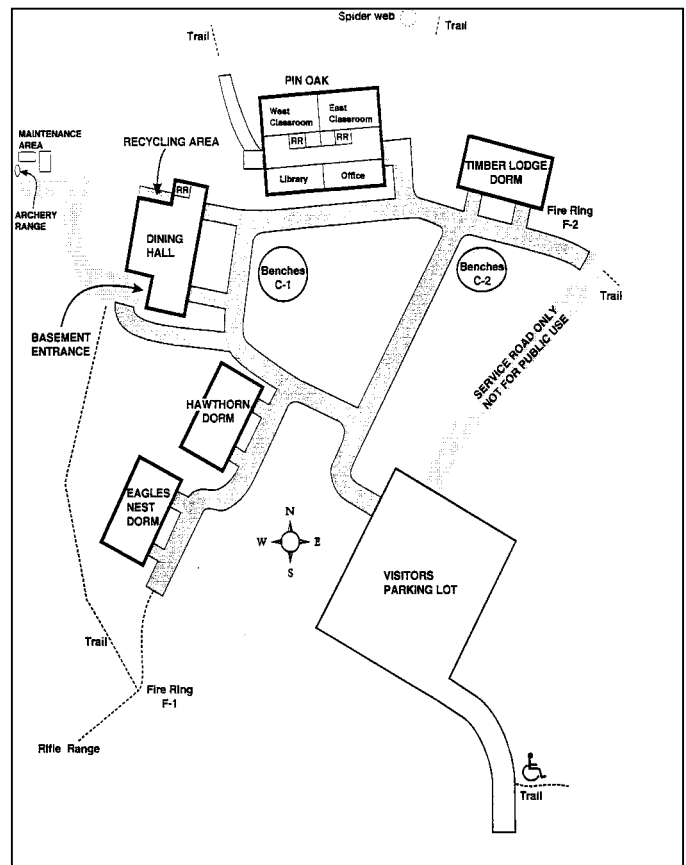 Spider web
Trail
Trail
PIN OAK
West
Classroom
East
Classroom
RR
RR
Library
Office
MAINTENANCE
AREA
RECYCLING AREA
ARCHERY
RANGE
RR
DINING
HALL
TIMBER LODGE
DORM
Fire Ring
F-2
Benches
C-1
Benches
C-2
Trail
BASEMENT
ENTRANCE
SERVICE ROAD ONLY
NOT FOR PUBLIC USE
HAWTHORN
DORM
EAGLES
NEST
DORM
N
W
E
S
VISITORS
PARKING LOT
Trail
Fire Ring
F-1
Rifle Range
Trail